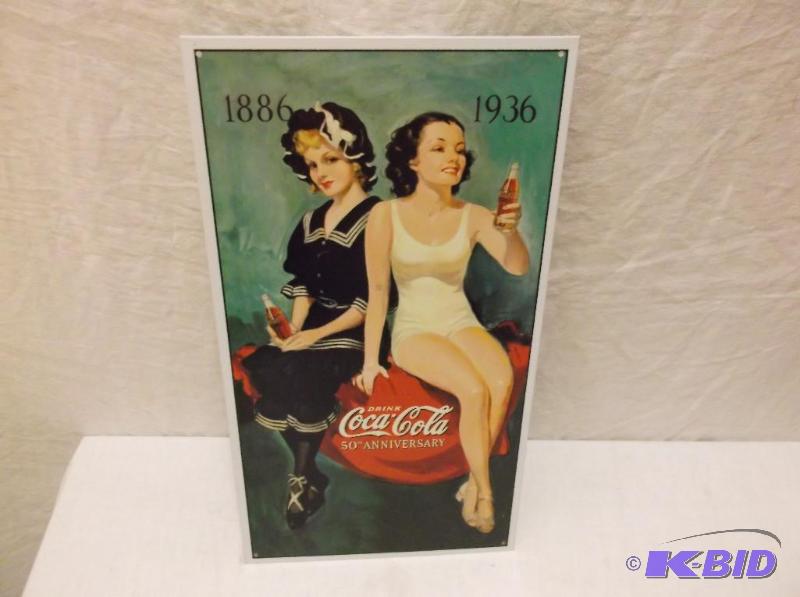 1886 1936
DRINK
Coca-Cola
50TH ANNIVERSARY
© K-BID